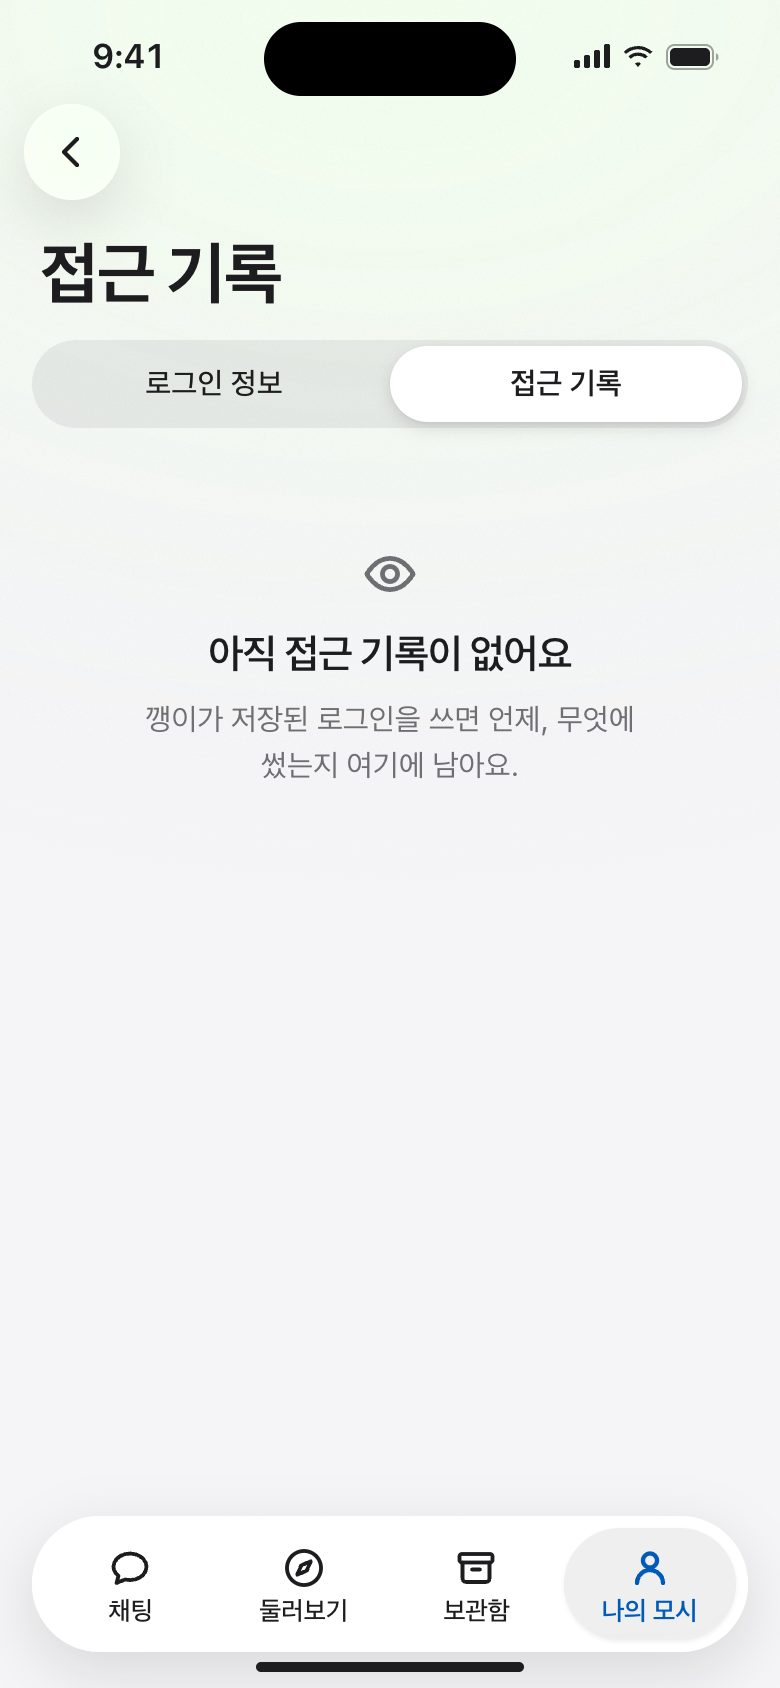 9:41
접근 기록
로그인 정보
접근 기록
아직 접근 기록이 없어요
깽이가 저장된 로그인을 쓰면 언제, 무엇에
썼는지 여기에 남아요.
채팅
둘러보기
보관함
나의 모시